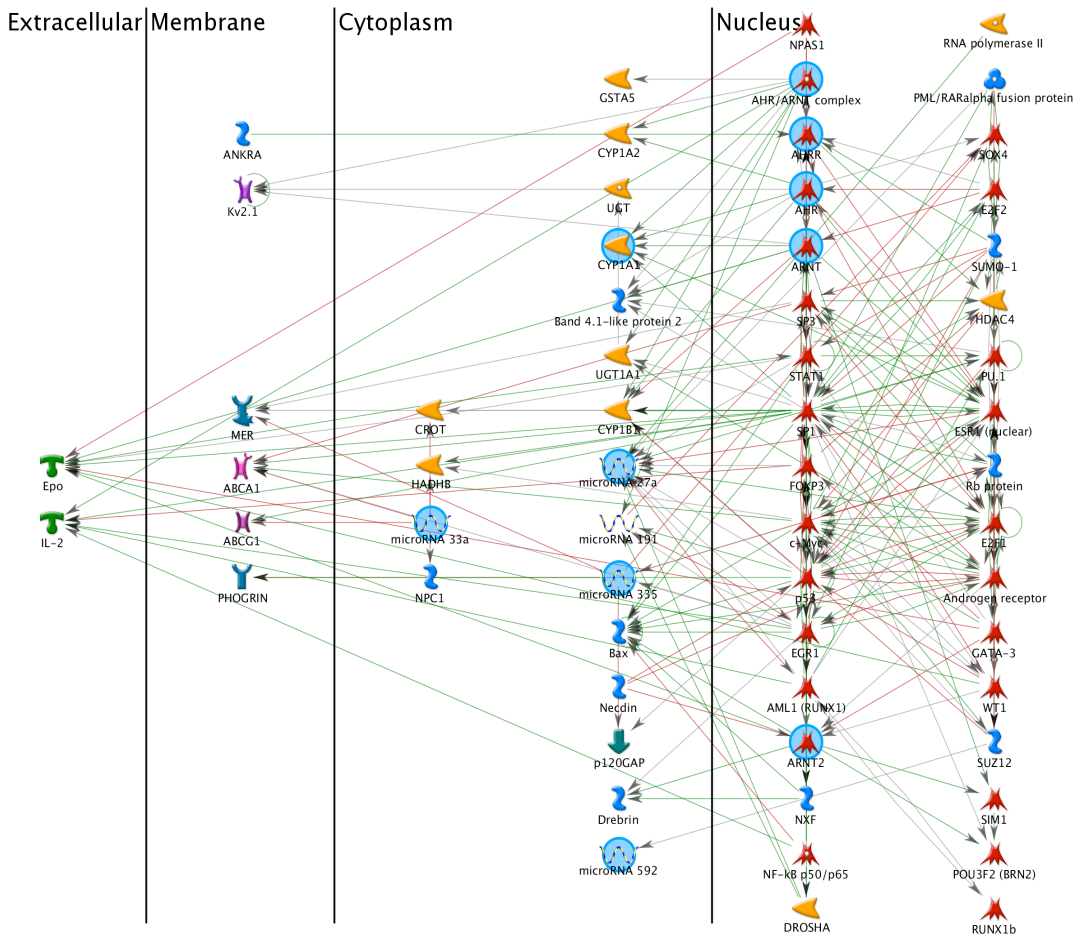 Extracellular
Membrane
Cytoplasm
Nucleus
NPAS1
RNA polymerase II
GSTA5
AHR/ARNT complex
PML/RARalpha fusion protein
ANKRA
CYP1A2
AHRR
SOX4
Kv2.1
UGT
AHR
E2F2
CYP1A1
ARNT
SUMO-1
Band 4.1-like protein 2
SP3
HDAC4
UGT1A1
STAT1
PU.1
MER
CROT
CYP1B1
SP1
ESR1 (nuclear)
Epo
ABCA1
HADHB
microRNA 27a
FOXP3
Rb protein
IL-2
ABCG1
microRNA 33a
microRNA 191
c-Myc
E2F1
PHOGRIN
NPC1
microRNA 335
p53
Androgen receptor
Bax
EGR1
GATA-3
Necdin
AML1 (RUNX1)
WT1
p120GAP
ARNT2
SUZ12
Drebrin
NXF
SIM1
microRNA 592
NF-kB p50/p65
POU3F2 (BRN2)
DROSHA
RUNX1b